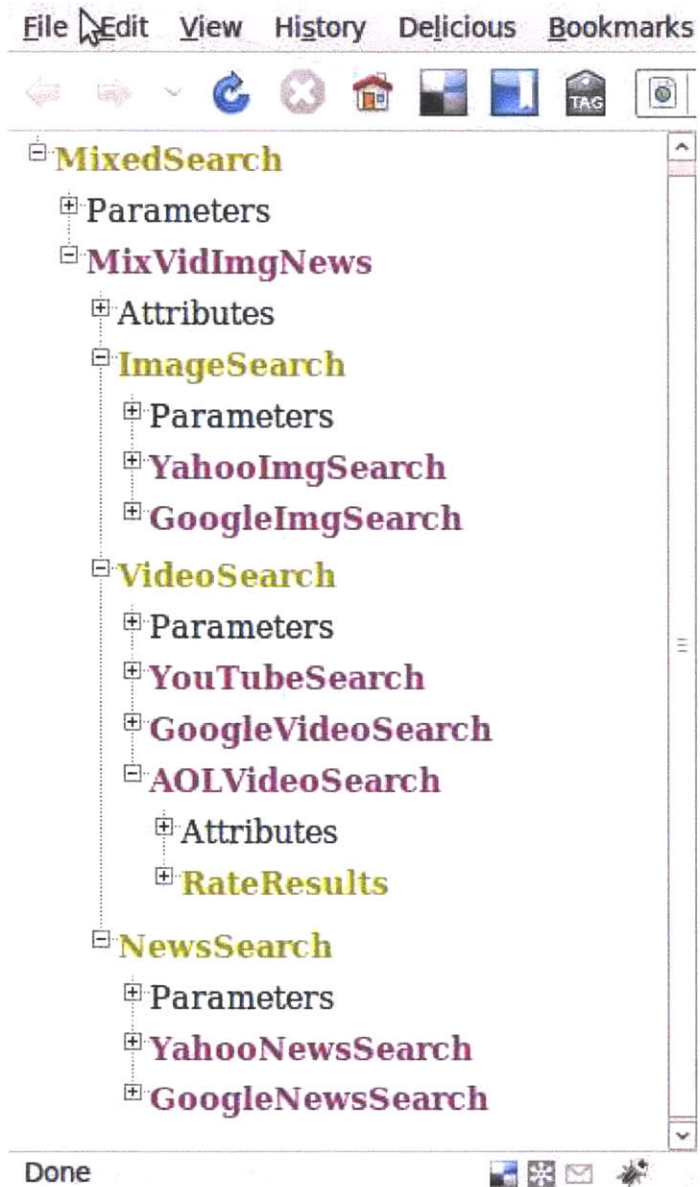 File Edit View History Delicious Bookmarks
TAG
MixedSearch
Parameters
MixVidImgNews
Attributes
ImageSearch
Parameters
YahooImgSearch
GoogleImgSearch
VideoSearch
Parameters
YouTubeSearch
GoogleVideoSearch
AOLVideoSearch
Attributes
RateResults
NewsSearch
Parameters
YahooNewsSearch
GoogleNewsSearch
Done